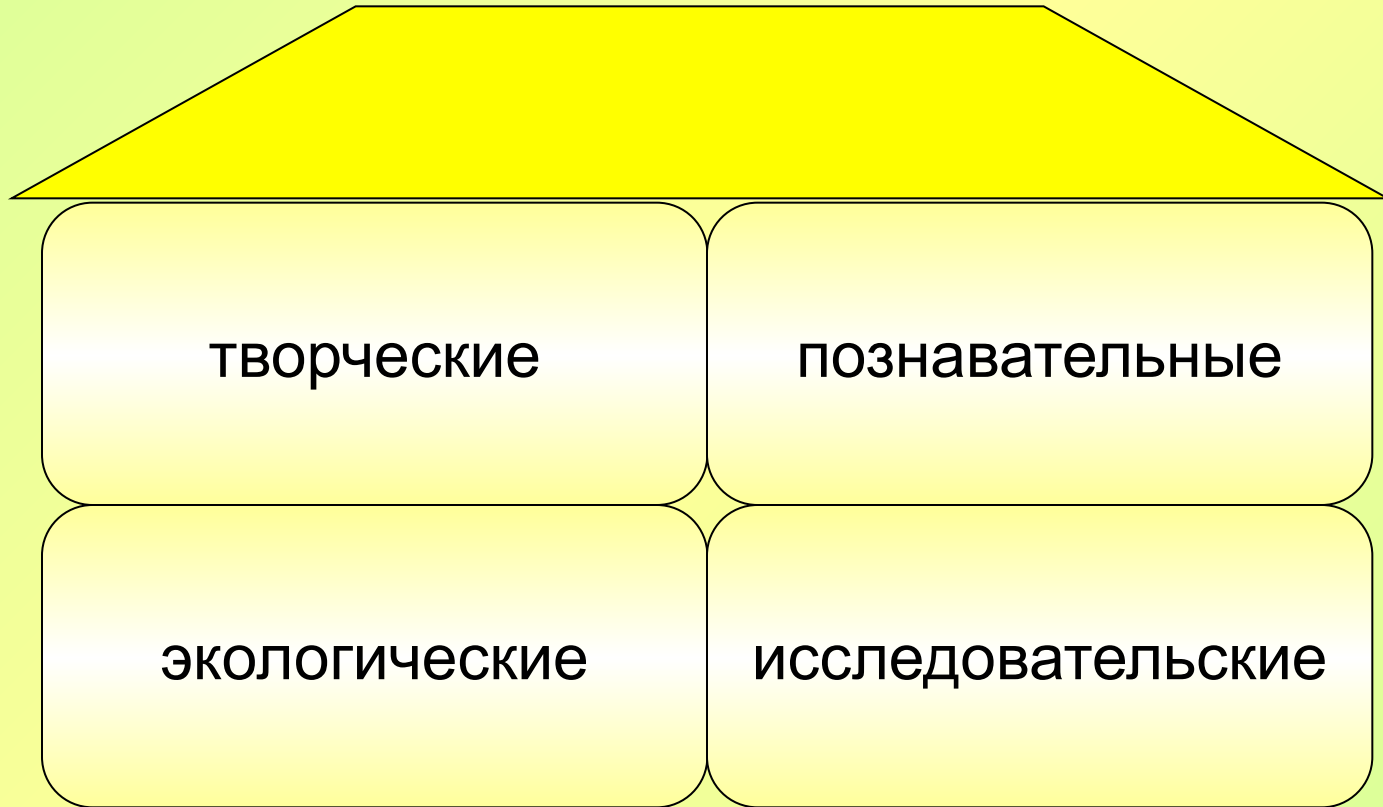 творческие
познавательные
экологические
исследовательские